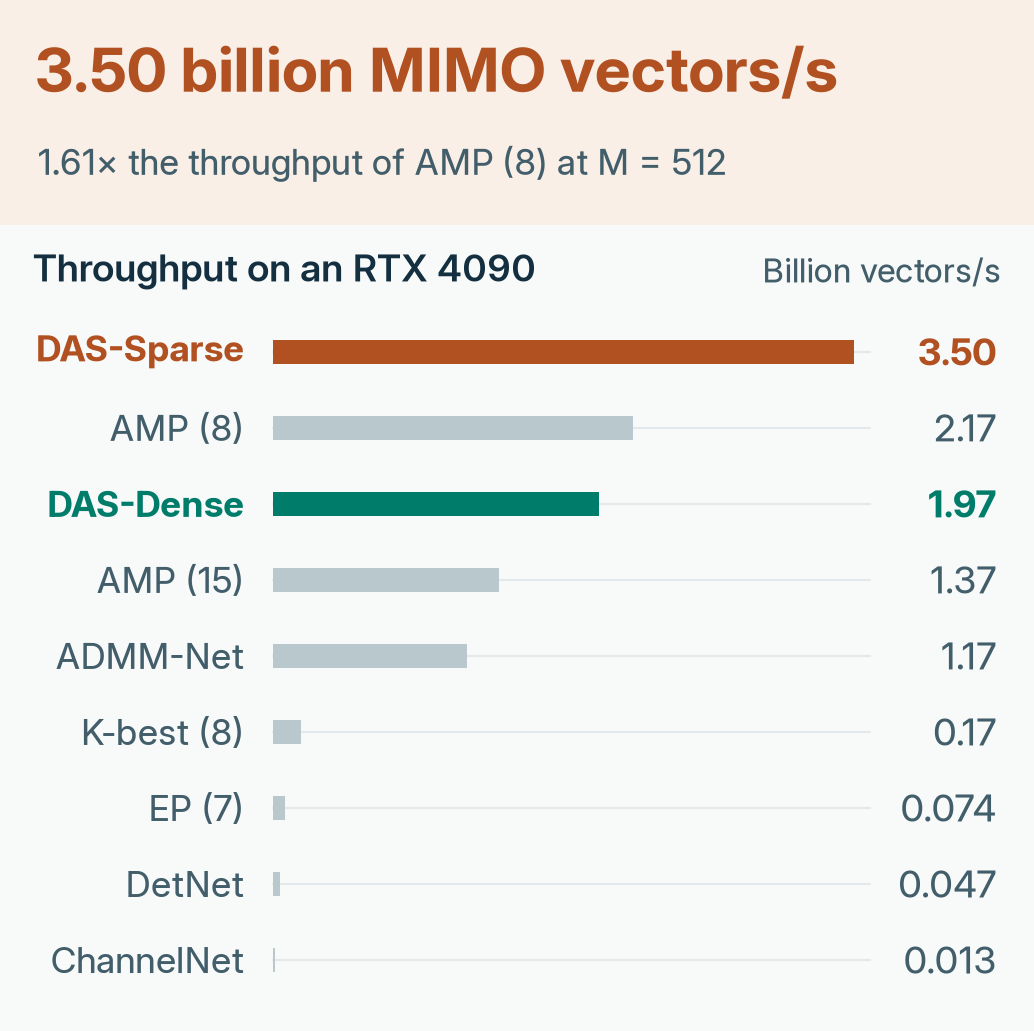 3.50 billion MIMO vectors/s
1.61× the throughput of AMP (8) at M = 512
Throughput on an RTX 4090 Billion vectors/s
DAS-Sparse 3.50
AMP (8) 2.17
DAS-Dense 1.97
AMP (15) 1.37
ADMM-Net 1.17
K-best (8) 0.17
EP (7) 0.074
DetNet 0.047
ChannelNet 0.013